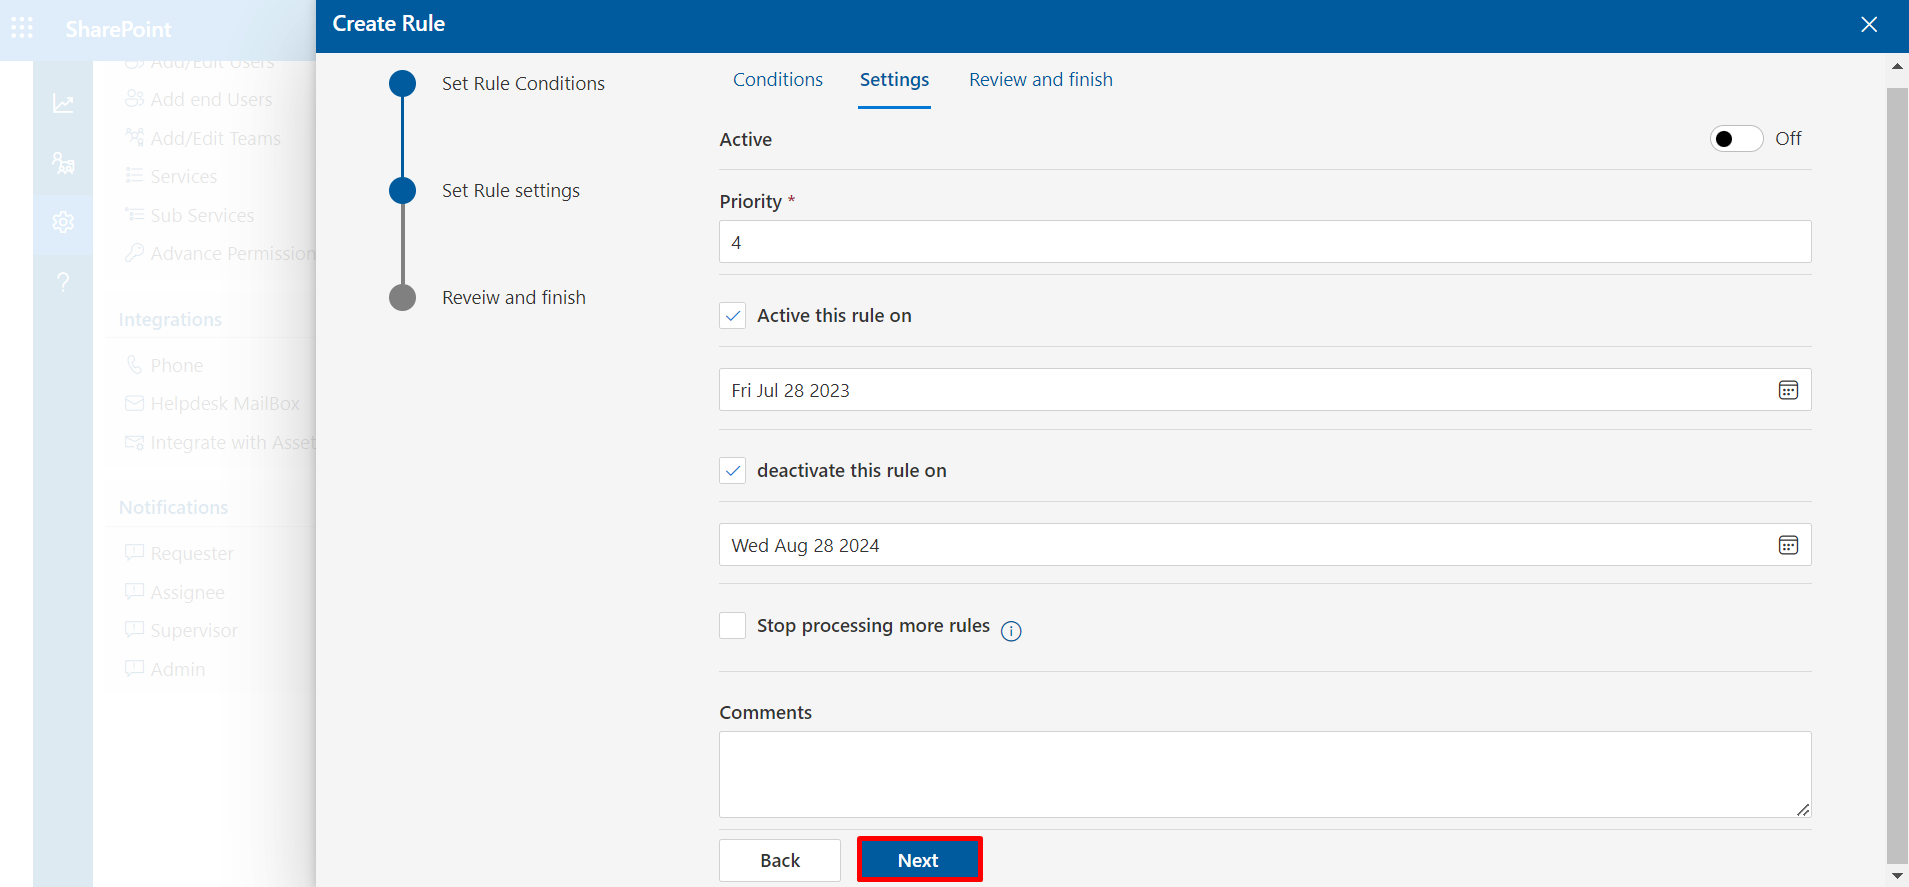 SharePoint
Create Rule
Add/Edit Users
Add end Users
Add/Edit Teams
Services
Sub Services
Advance Permission
Integrations
Phone
Helpdesk MailBox
Integrate with Asset
Notifications
Requester
Assignee
Supervisor
Admin
Set Rule Conditions
Set Rule settings
Reveiw and finish
Conditions
Settings
Review and finish
Active
Off
Priority *
4
Active this rule on
Fri Jul 28 2023
deactivate this rule on
Wed Aug 28 2024
Stop processing more rules
Comments
Back
Next